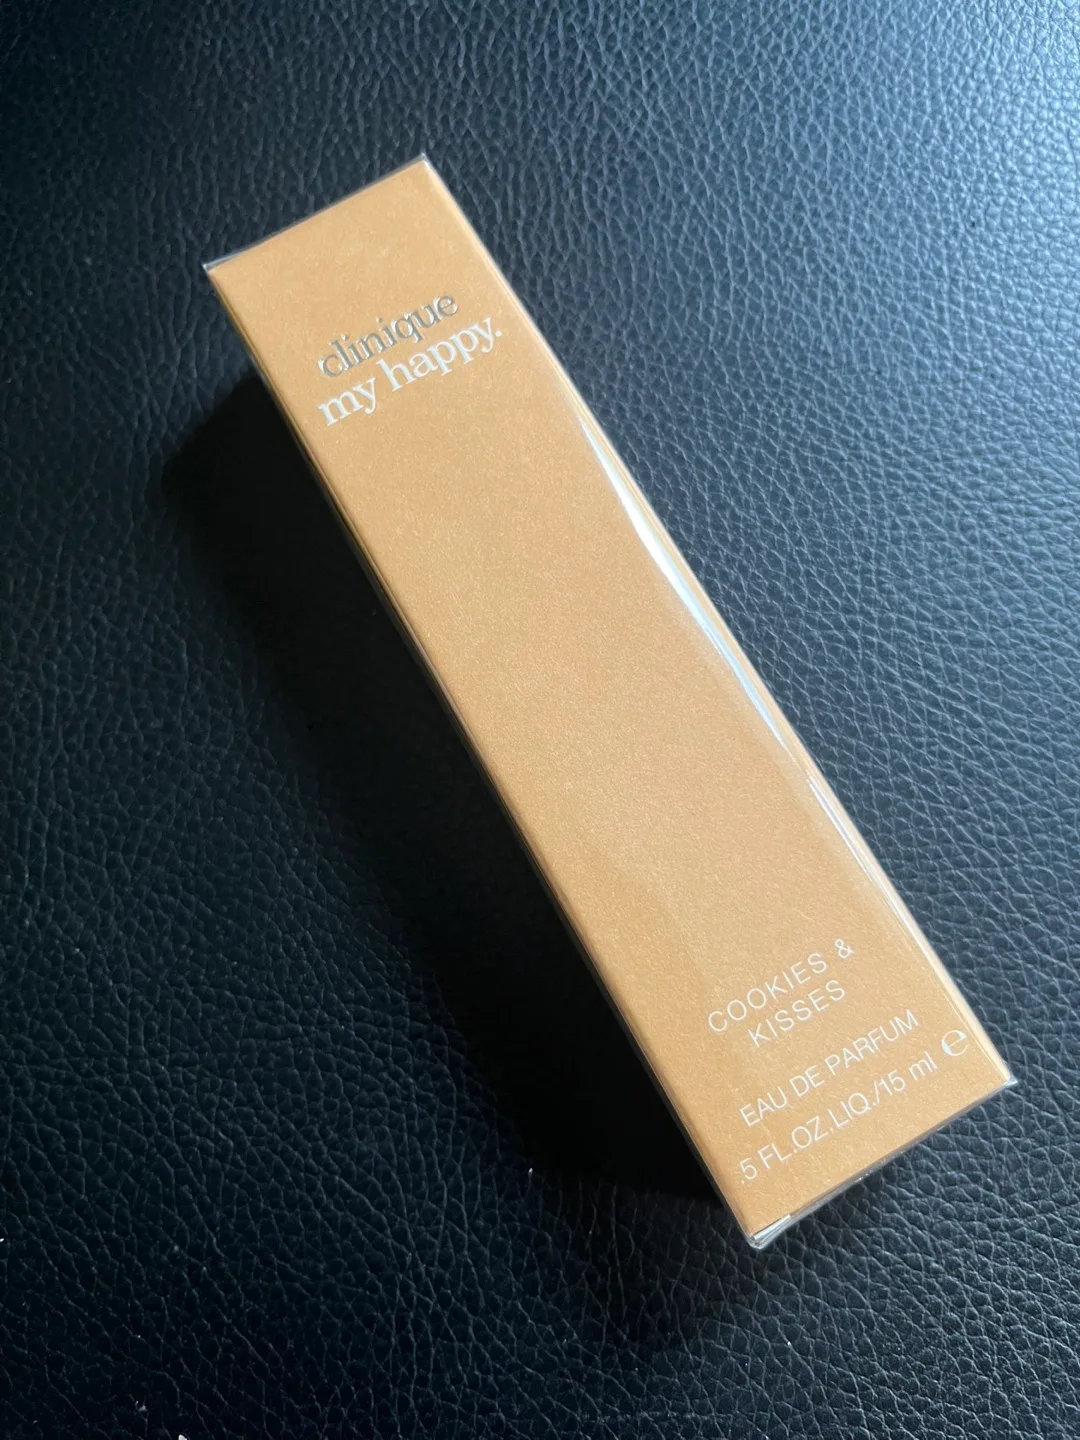 clinique
my happy.
COOKIES &
KISSES
EAU DE PARFUM
.5 FL.OZ.LIQ./15 ml ℮